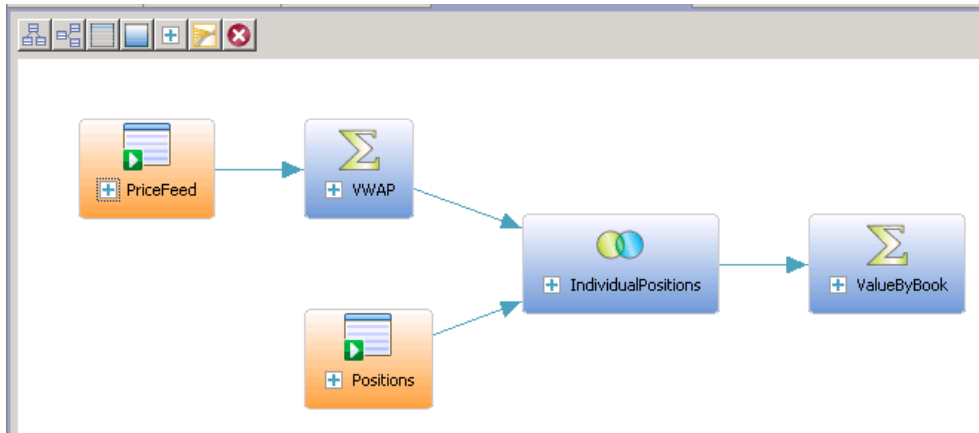 PriceFeed
VWAP
IndividualPositions
ValueByBook
Positions